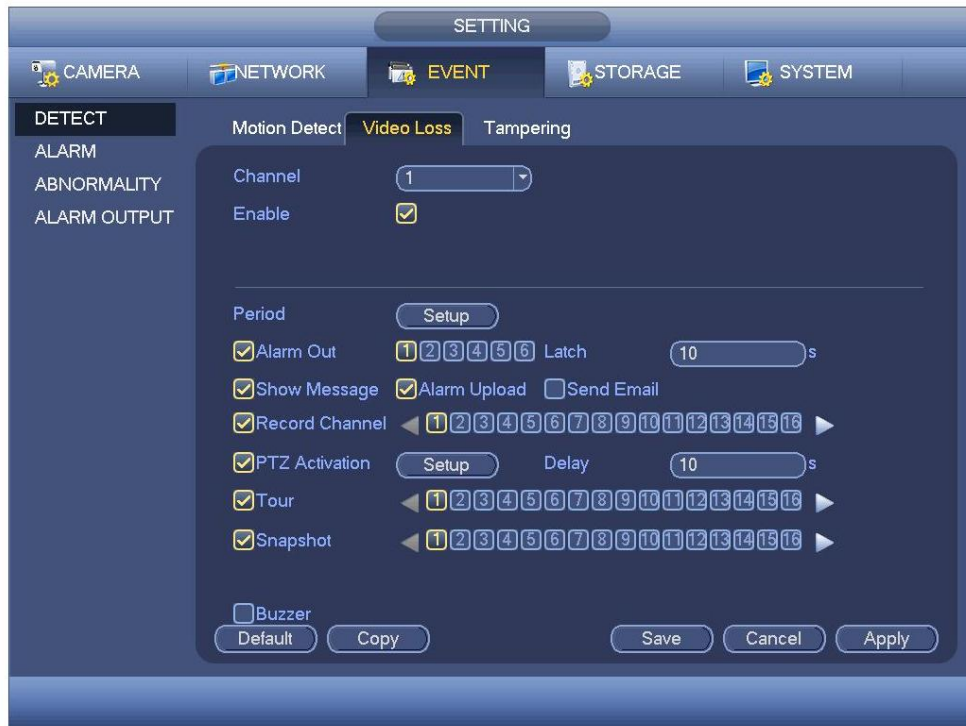 SETTING
CAMERA NETWORK EVENT STORAGE SYSTEM
DETECT
ALARM
ABNORMALITY
ALARM OUTPUT
Motion Detect Video Loss Tampering
Channel 1
Enable
Period Setup
Alarm Out 1 2 3 4 5 6 Latch 10 s
Show Message Alarm Upload Send Email
Record Channel 1 2 3 4 5 6 7 8 9 10 11 12 13 14 15 16
PTZ Activation Setup Delay 10 s
Tour 1 2 3 4 5 6 7 8 9 10 11 12 13 14 15 16
Snapshot 1 2 3 4 5 6 7 8 9 10 11 12 13 14 15 16
Buzzer
Default Copy Save Cancel Apply